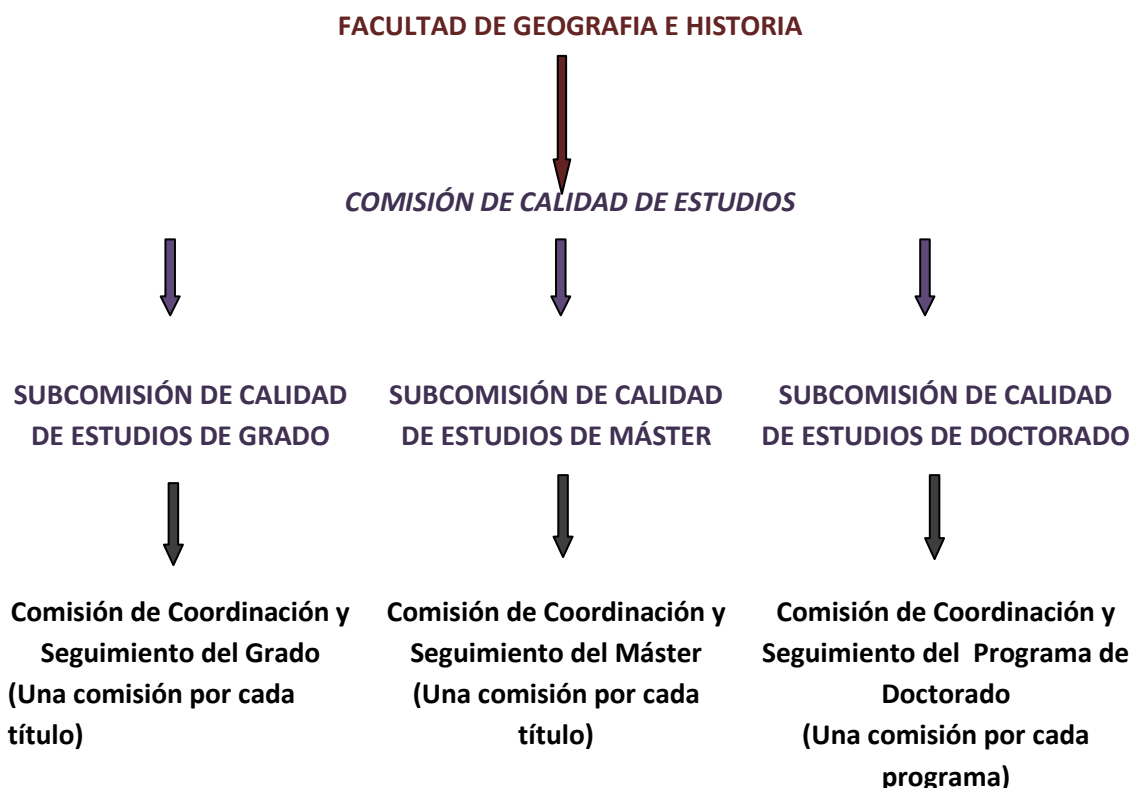 FACULTAD DE GEOGRAFIA E HISTORIA
COMISIÓN DE CALIDAD DE ESTUDIOS
SUBCOMISIÓN DE CALIDAD
DE ESTUDIOS DE GRADO
SUBCOMISIÓN DE CALIDAD
DE ESTUDIOS DE MÁSTER
SUBCOMISIÓN DE CALIDAD
DE ESTUDIOS DE DOCTORADO
Comisión de Coordinación y
Seguimiento del Grado
(Una comisión por cada
título)
Comisión de Coordinación y
Seguimiento del Máster
(Una comisión por cada
título)
Comisión de Coordinación y
Seguimiento del Programa de
Doctorado
(Una comisión por cada
programa)